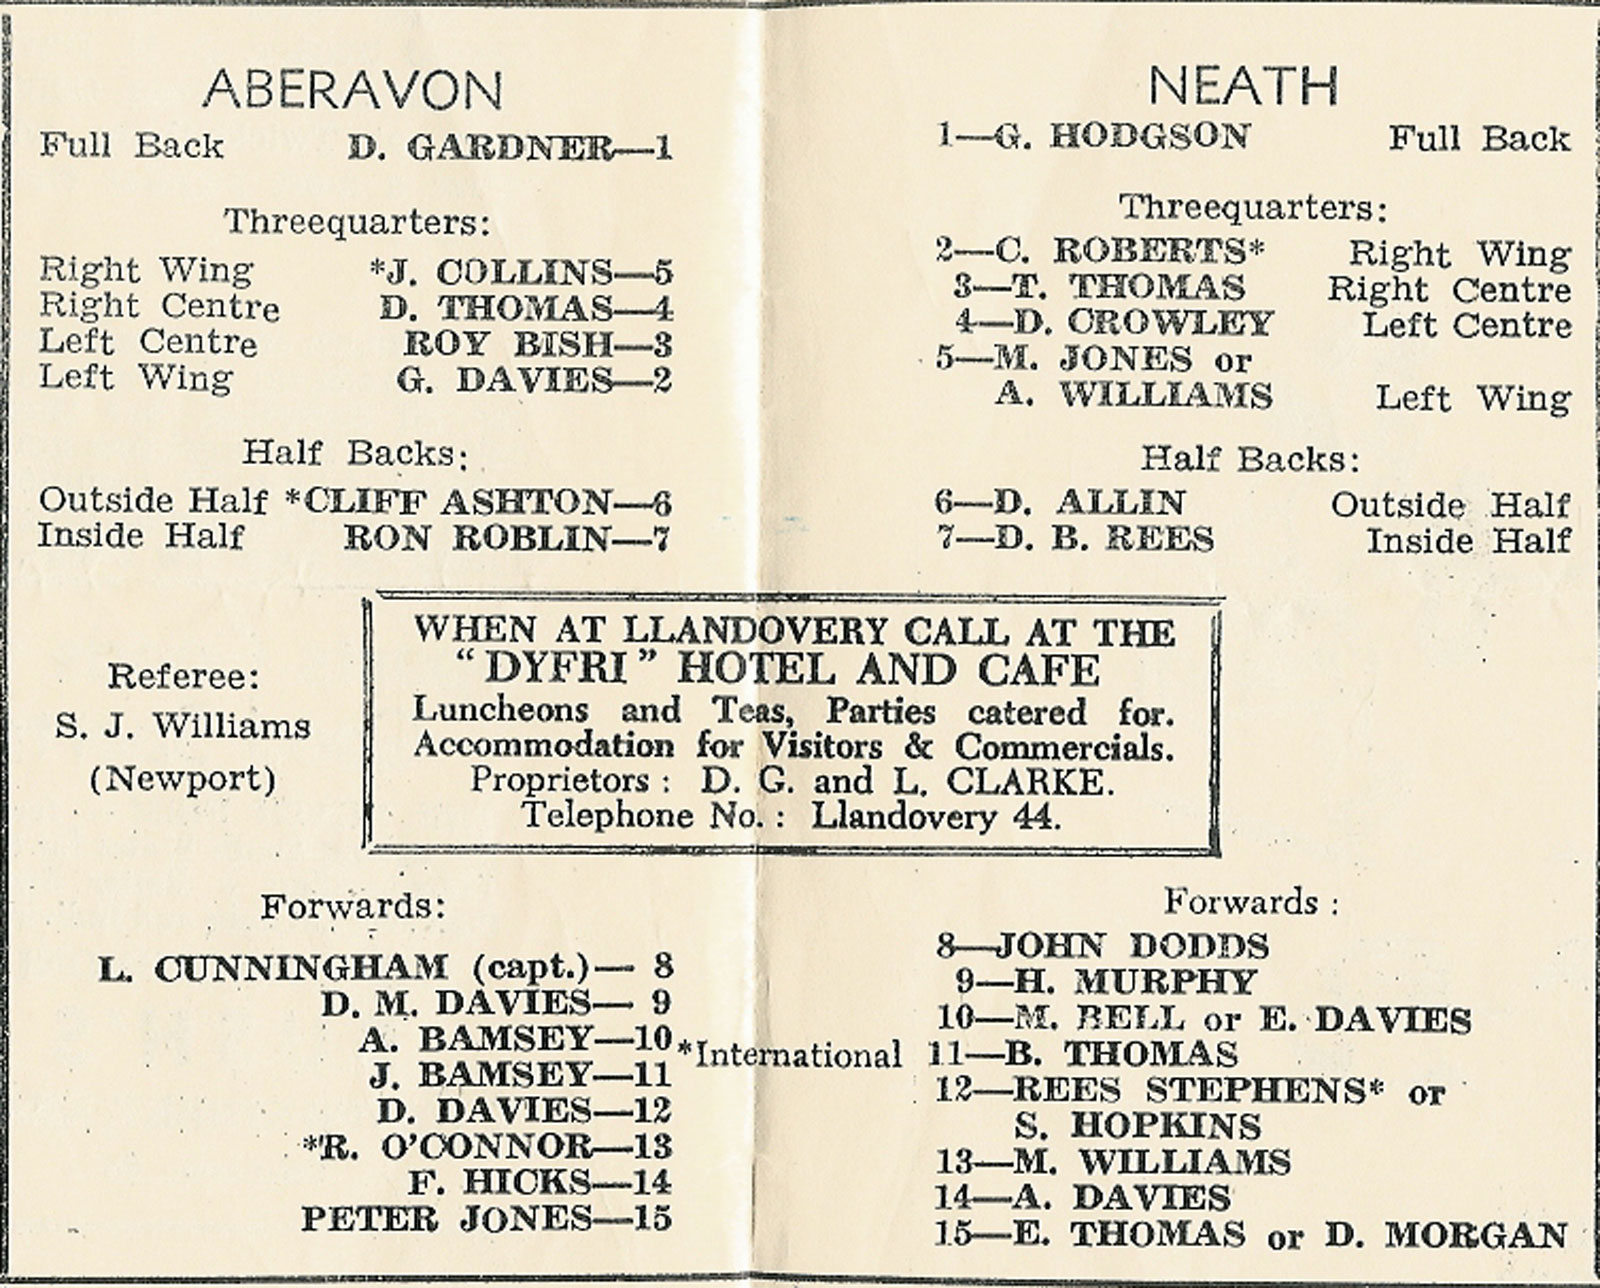 ABERAVON
Full Back D. GARDNER—1
Threequarters:
Right Wing *J. COLLINS—5
Right Centre D. THOMAS—4
Left Centre ROY BISH—3
Left Wing G. DAVIES—2
Half Backs:
Outside Half *CLIFF ASHTON—6
Inside Half RON ROBLIN—7
NEATH
1—G. HODGSON Full Back
Threequarters:
2—C. ROBERTS* Right Wing
3—T. THOMAS Right Centre
4—D. CROWLEY Left Centre
5—M. JONES or
A. WILLIAMS Left Wing
Half Backs:
6—D. ALLIN Outside Half
7—D. B. REES Inside Half
Referee:
S. J. Williams
(Newport)
WHEN AT LLANDOVERY CALL AT THE
"DYFRI" HOTEL AND CAFE
Luncheons and Teas, Parties catered for.
Accommodation for Visitors & Commercials.
Proprietors : D. G. and L. CLARKE.
Telephone No. : Llandovery 44.
Forwards:
L. CUNNINGHAM (capt.)— 8
D. M. DAVIES— 9
A. BAMSEY—10
J. BAMSEY—11
D. DAVIES—12
*R. O'CONNOR—13
F. HICKS—14
PETER JONES—15
*International
Forwards :
8—JOHN DODDS
9—H. MURPHY
10—M. BELL or E. DAVIES
11—B. THOMAS
12—REES STEPHENS* or
S. HOPKINS
13—M. WILLIAMS
14—A. DAVIES
15—E. THOMAS or D. MORGAN